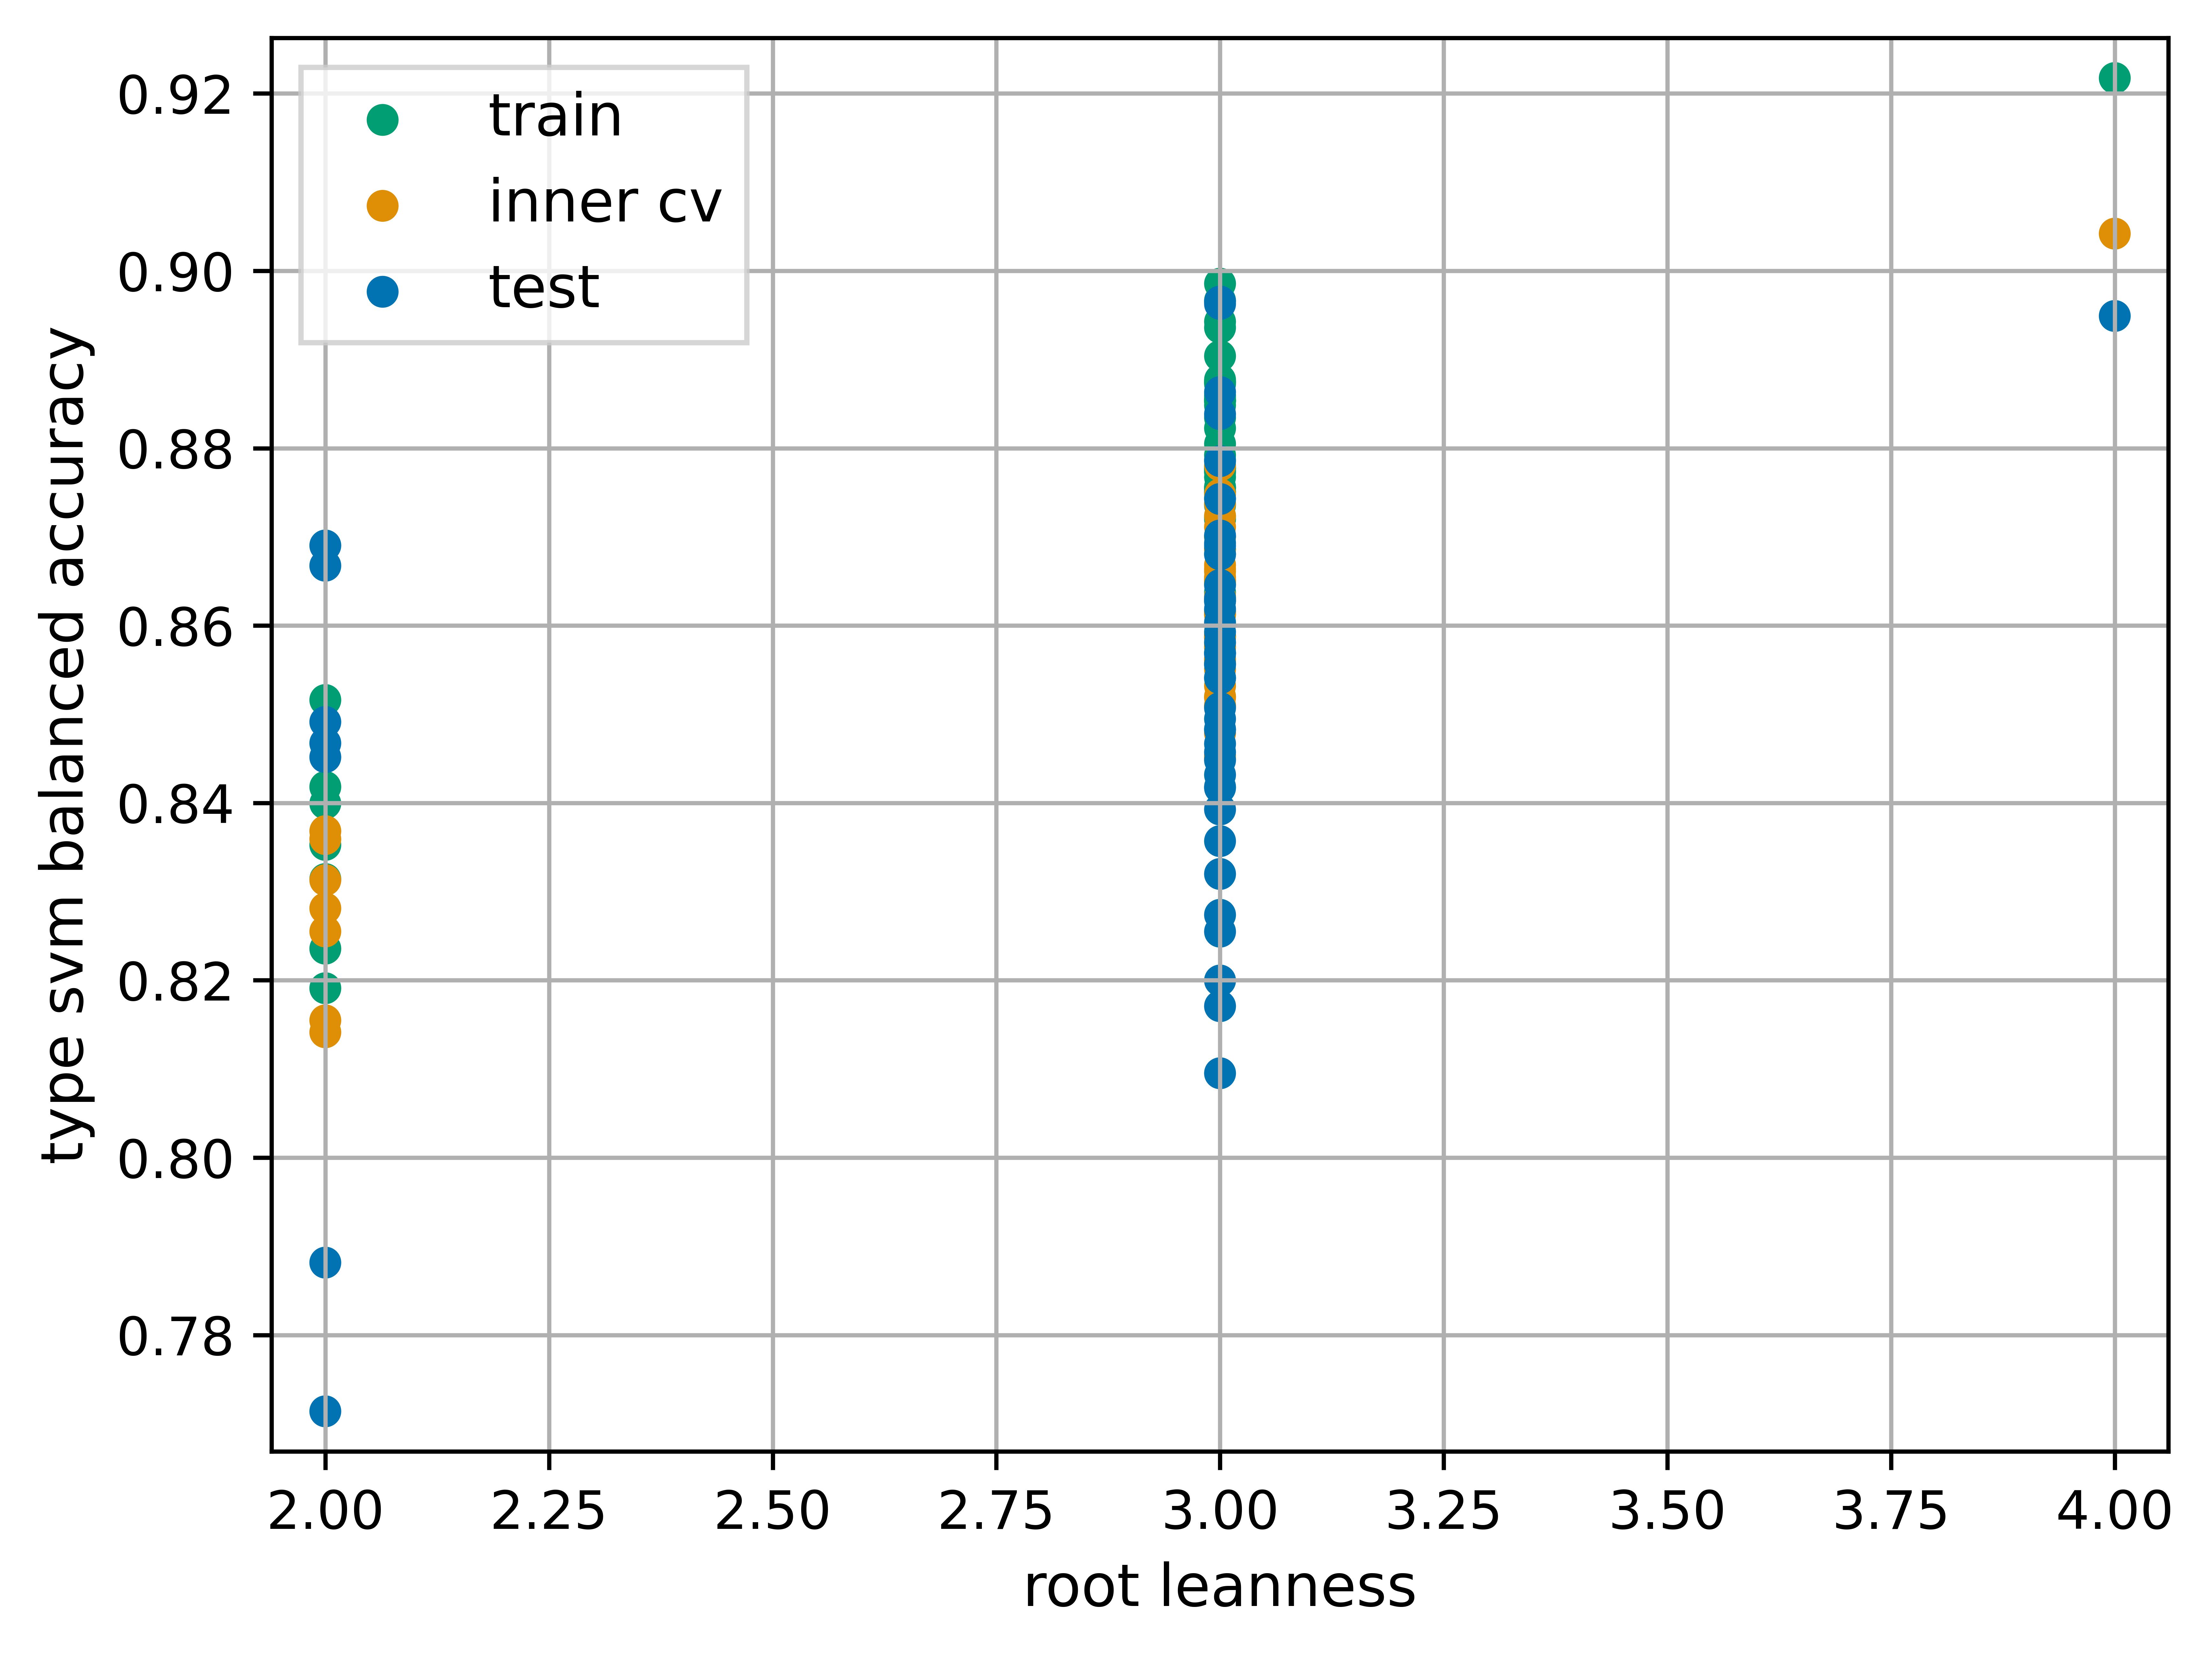 0.92
0.90
0.88
0.86
0.84
0.82
0.80
0.78
type svm balanced accuracy
train
inner cv
test
2.00 2.25 2.50 2.75 3.00 3.25 3.50 3.75 4.00
root leanness